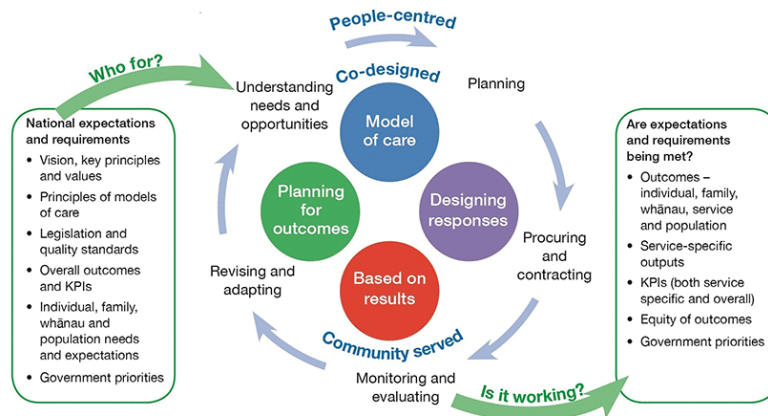 People-centred
Who for?
Co-designed
Understanding
needs and
opportunities
Planning
Model
of care
National expectations
and requirements
• Vision, key principles
and values
• Principles of models
of care
• Legislation and
quality standards
• Overall outcomes
and KPIs
• Individual, family,
whānau and
population needs
and expectations
• Government priorities
Planning
for
outcomes
Designing
responses
Procuring
and
contracting
Revising and
adapting
Based on
results
Community served
Monitoring and
evaluating
Is it working?
Are expectations
and requirements
being met?
• Outcomes –
individual, family,
whānau, service
and population
• Service-specific
outputs
• KPIs (both service
specific and overall)
• Equity of outcomes
• Government priorities